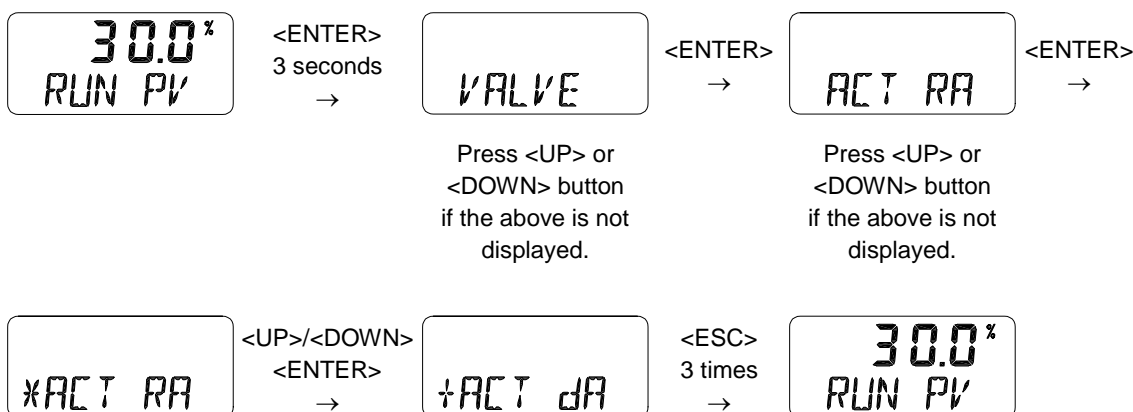 30.0%
RUN PV
<ENTER>
3 seconds
→
VALVE
<ENTER>
→
ACT RA
<ENTER>
→
Press <UP> or
<DOWN> button
if the above is not
displayed.
Press <UP> or
<DOWN> button
if the above is not
displayed.
*ACT RA
<UP>/<DOWN>
<ENTER>
→
+ACT dA
<ESC>
3 times
→
30.0%
RUN PV